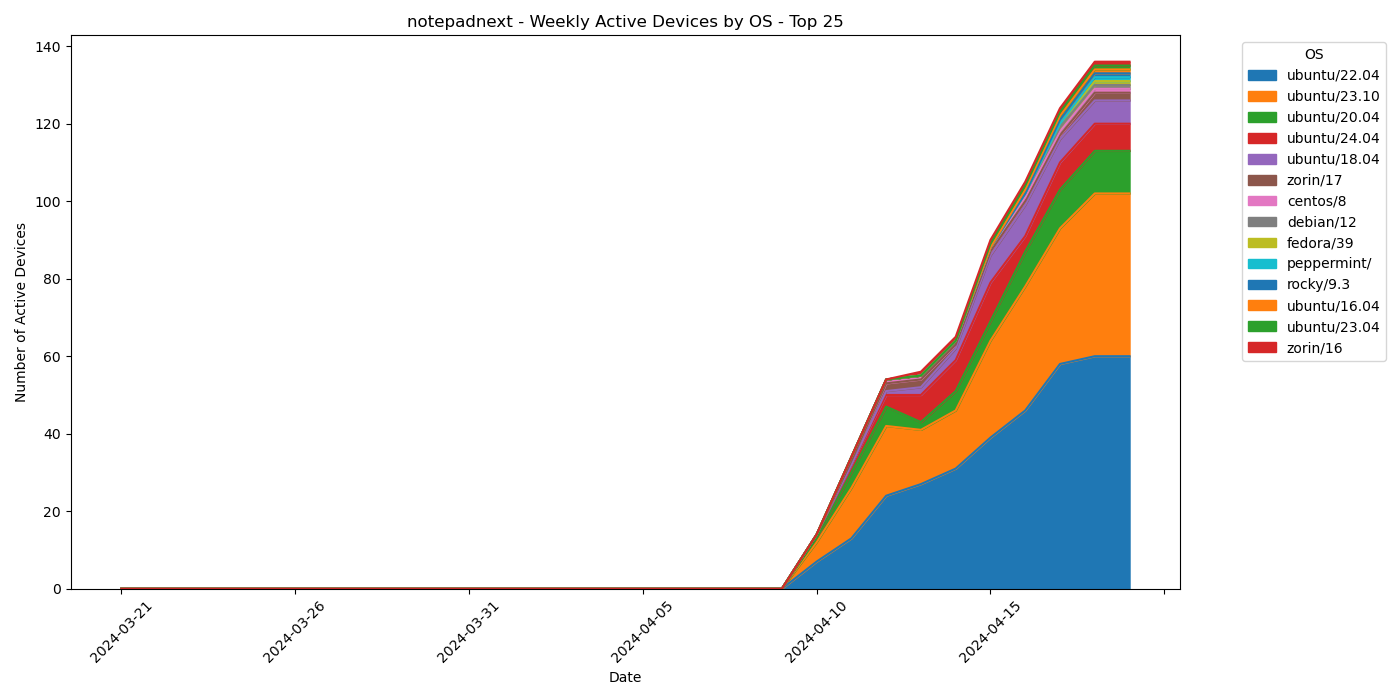 notepadnext - Weekly Active Devices by OS - Top 25
Number of Active Devices
140
120
100
80
60
40
20
0
2024-03-21
2024-03-26
2024-03-31
2024-04-05
2024-04-10
2024-04-15
Date
OS
ubuntu/22.04
ubuntu/23.10
ubuntu/20.04
ubuntu/24.04
ubuntu/18.04
zorin/17
centos/8
debian/12
fedora/39
peppermint/
rocky/9.3
ubuntu/16.04
ubuntu/23.04
zorin/16